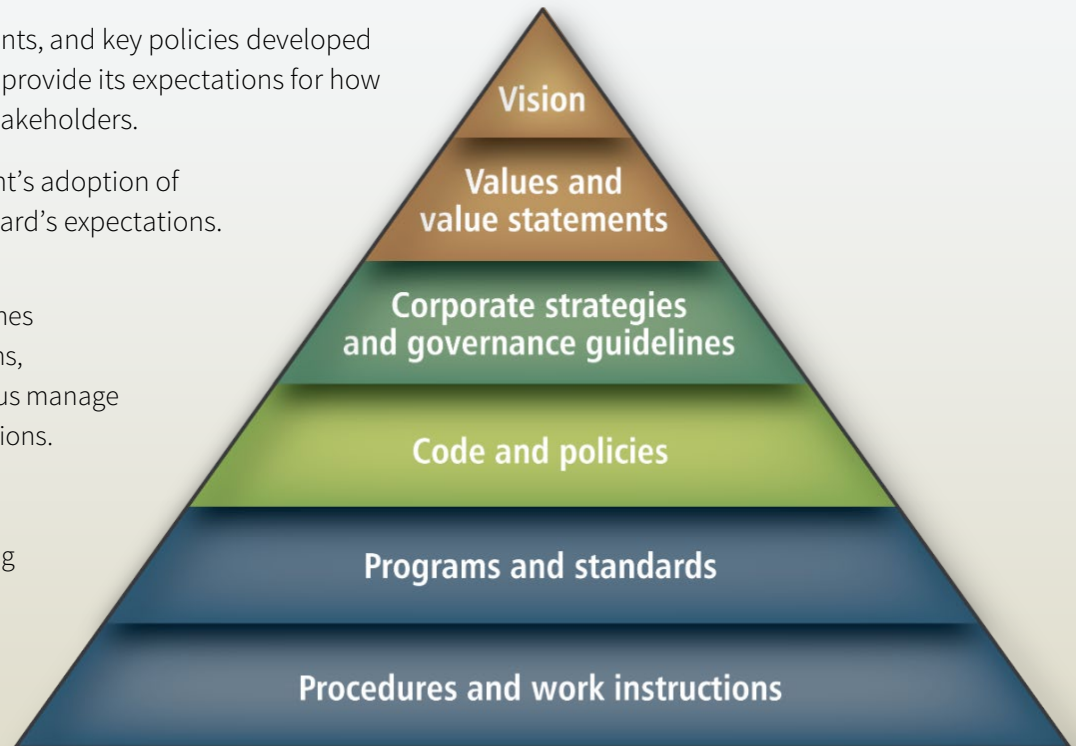 nts, and key policies developed
provide its expectations for how
akeholders.
nt’s adoption of
ard’s expectations.
nes
ns,
us manage
ions.
g
Vision
Values and
value statements
Corporate strategies
and governance guidelines
Code and policies
Programs and standards
Procedures and work instructions